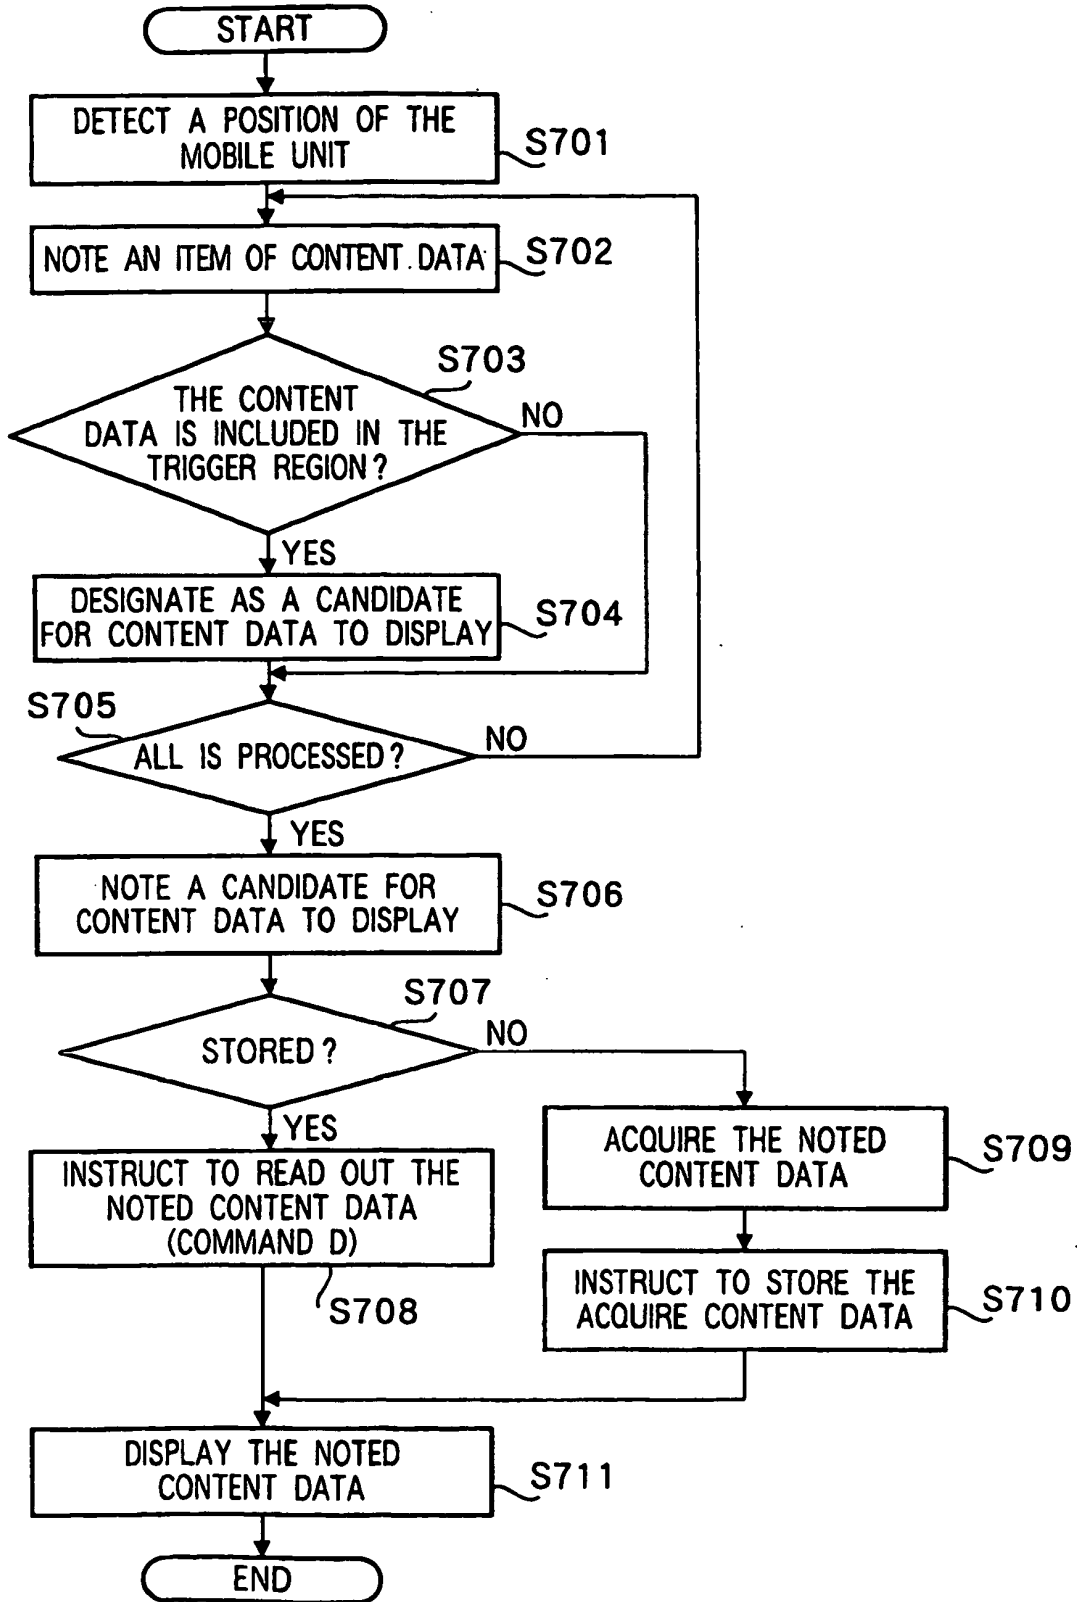 START
DETECT A POSITION OF THE
MOBILE UNIT
S701
NOTE AN ITEM OF CONTENT DATA
S702
S703
THE CONTENT
DATA IS INCLUDED IN THE
TRIGGER REGION?
NO
YES
DESIGNATE AS A CANDIDATE
FOR CONTENT DATA TO DISPLAY
S704
S705
ALL IS PROCESSED?
NO
YES
NOTE A CANDIDATE FOR
CONTENT DATA TO DISPLAY
S706
S707
STORED?
NO
YES
INSTRUCT TO READ OUT THE
NOTED CONTENT DATA
(COMMAND D)
S708
ACQUIRE THE NOTED
CONTENT DATA
S709
INSTRUCT TO STORE THE
ACQUIRE CONTENT DATA
S710
DISPLAY THE NOTED
CONTENT DATA
S711
END